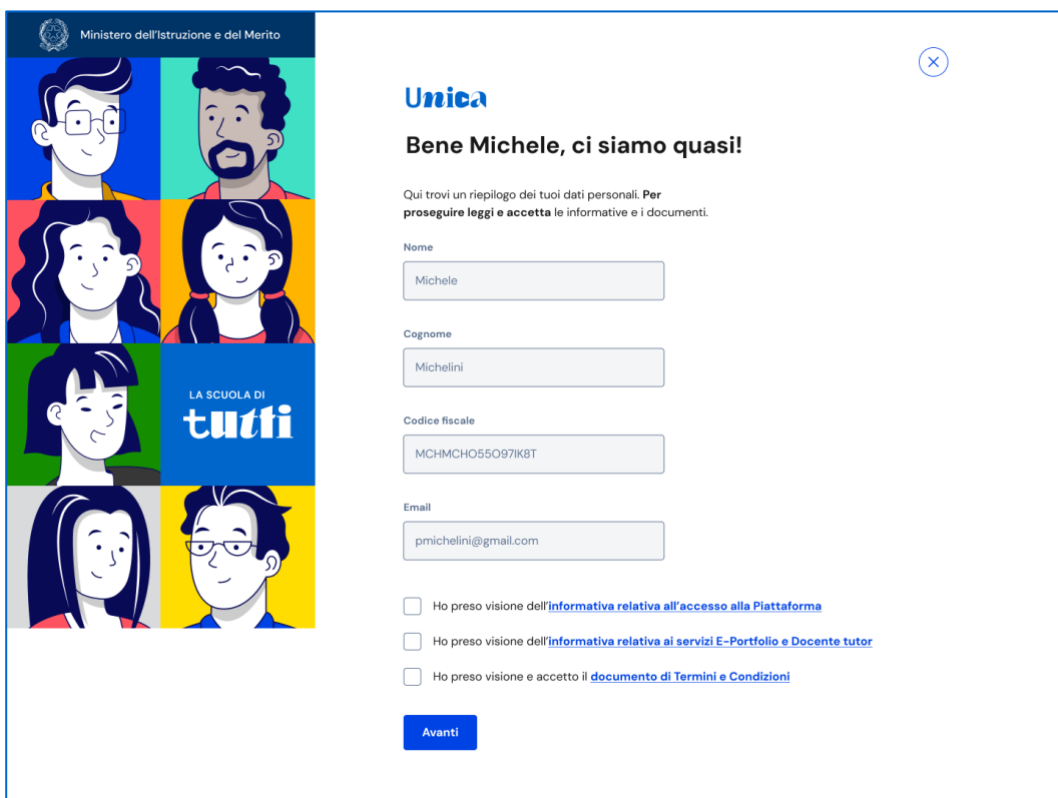 Ministero dell'Istruzione e del Merito
LA SCUOLA DI
tutti
Unica
Bene Michele, ci siamo quasi!
Qui trovi un riepilogo dei tuoi dati personali. Per
proseguire leggi e accetta le informative e i documenti.
Nome
Michele
Cognome
Michelini
Codice fiscale
MCHMCHO55O97IK8T
Email
pmichelini@gmail.com
Ho preso visione dell'informativa relativa all'accesso alla Piattaforma
Ho preso visione dell'informativa relativa ai servizi E-Portfolio e Docente tutor
Ho preso visione e accetto il documento di Termini e Condizioni
Avanti